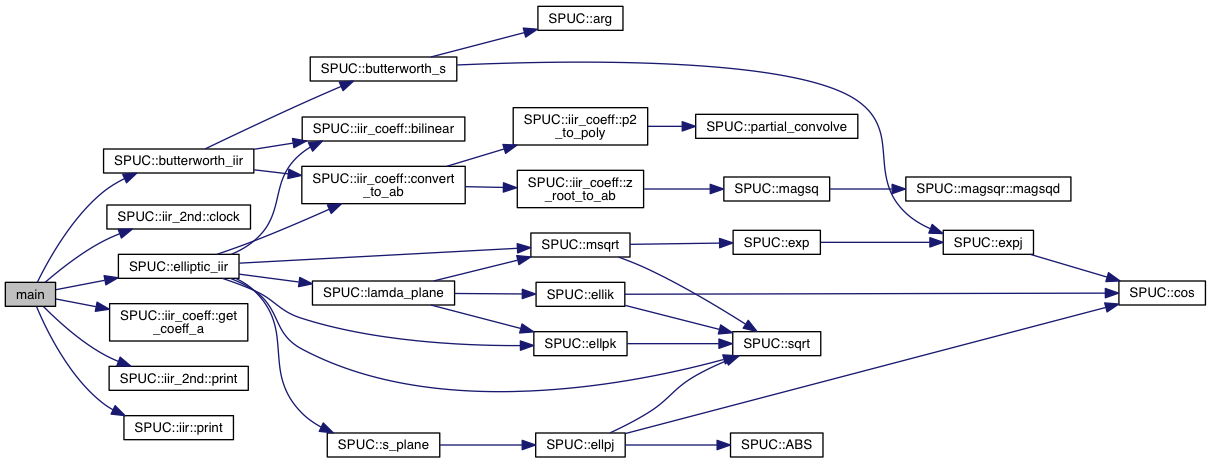 main
SPUC::butterworth_iir
SPUC::iir_2nd::clock
SPUC::elliptic_iir
SPUC::iir_coeff::get
_coeff_a
SPUC::iir_2nd::print
SPUC::iir::print
SPUC::butterworth_s
SPUC::iir_coeff::bilinear
SPUC::iir_coeff::convert
_to_ab
SPUC::lamda_plane
SPUC::s_plane
SPUC::arg
SPUC::iir_coeff::p2
_to_poly
SPUC::iir_coeff::z
_root_to_ab
SPUC::msqrt
SPUC::ellik
SPUC::ellpk
SPUC::ellpj
SPUC::partial_convolve
SPUC::magsq
SPUC::exp
SPUC::sqrt
SPUC::ABS
SPUC::magsqr::magsqd
SPUC::expj
SPUC::cos